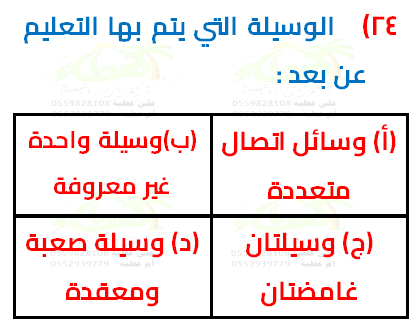 ٢٤) الوسيلة التي يتم بها التعليم
عن بعد :
(أ) وسائل اتصال
متعددة
(ب)وسيلة واحدة
غير معروفة
(ج) وسيلتان
غامضتان
(د) وسيلة صعبة
ومعقدة